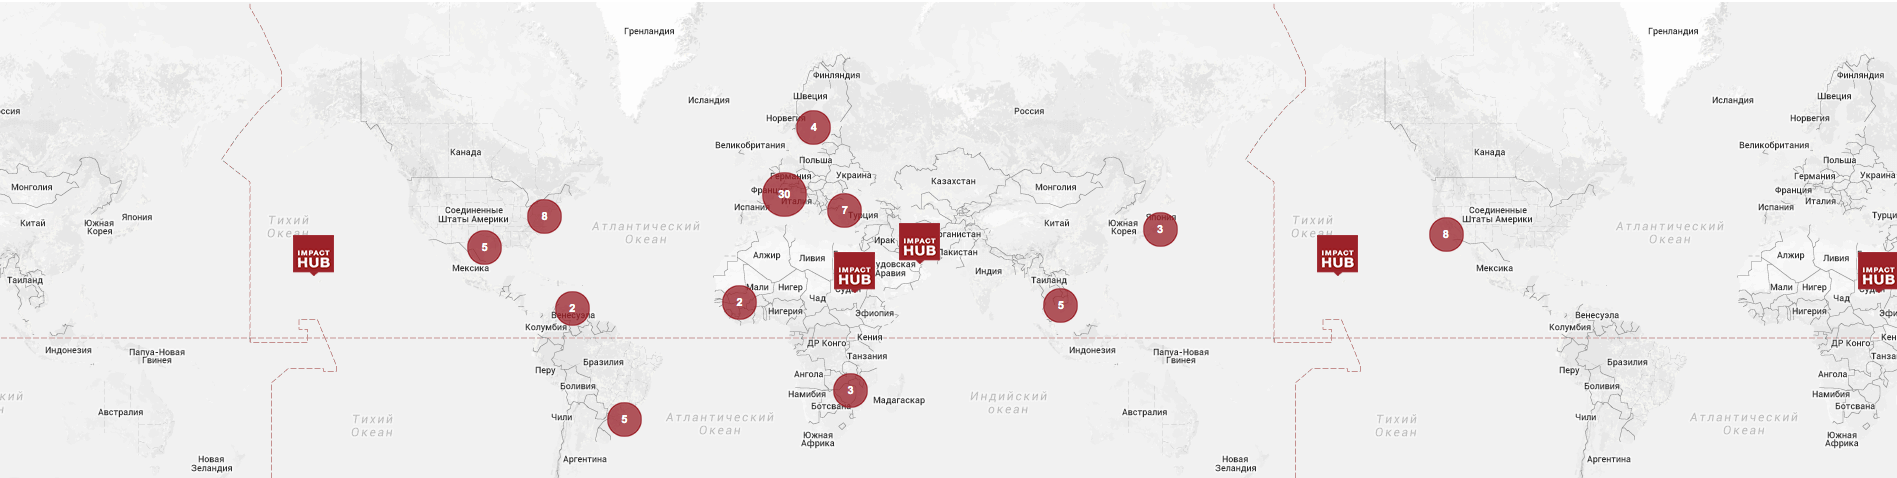 Гренландия
Гренландия
Финляндия
Финляндия
Швеция
Швеция
Исландия
Исландия
Россия
ссия
Норвегия
Норвегия
4
Великобритания
Великобритания
Канада
Канада
Польша
Польша
Украина
Украина
Германия
Германия
Казахстан
Монголия
Монголия
Франц
Франция
30
Италия
Италия
Испания
Испания
7
Турция
Турци
Соединенные
Штаты Америки
Соединенные
Штаты Америки
8
5
8
Китай
Китай
Южная
Корея
Южная
Корея
Япония
Япония
3
Тихий
Океан
Тихий
Океан
Атлантический
Океан
Атлантический
Океан
IMPACT
HUB
IMPACT
HUB
IMPACT
HUB
IMPACT
HUB
IMPACT
HUB
Ирак
рганистан
Пакистан
Алжир
Ливия
Алжир
Ливия
удовская
Аравия
Мексика
Мексика
Индия
Таиланд
Таиланд
Мали
Нигер
Мали
Нигер
Суда
Чад
Чад
2
2
5
Венесуэла
Венесуэла
Нигерия
Нигерия
Эфиопия
Эфи
Колумбия
Колумбия
Кения
Кен
ДР Конго
ДР Конго
Индонезия
Индонезия
Папуа-Новая
Гвинея
Папуа-Новая
Гвинея
Танзания
Танза
Бразилия
Бразилия
Перу
Перу
Ангола
Ангола
Боливия
Боливия
Намибия
Намибия
3
Ботсвана
Ботсвана
Мадагаскар
Индийский
океан
кий
н
Австралия
Австралия
Чили
Чили
5
Тихий
Океан
Тихий
Океан
Атлантический
Океан
Атлантический
Океан
Южная
Африка
Южная
Африка
Аргентина
Аргентина
Новая
Зеландия
Новая
Зеландия